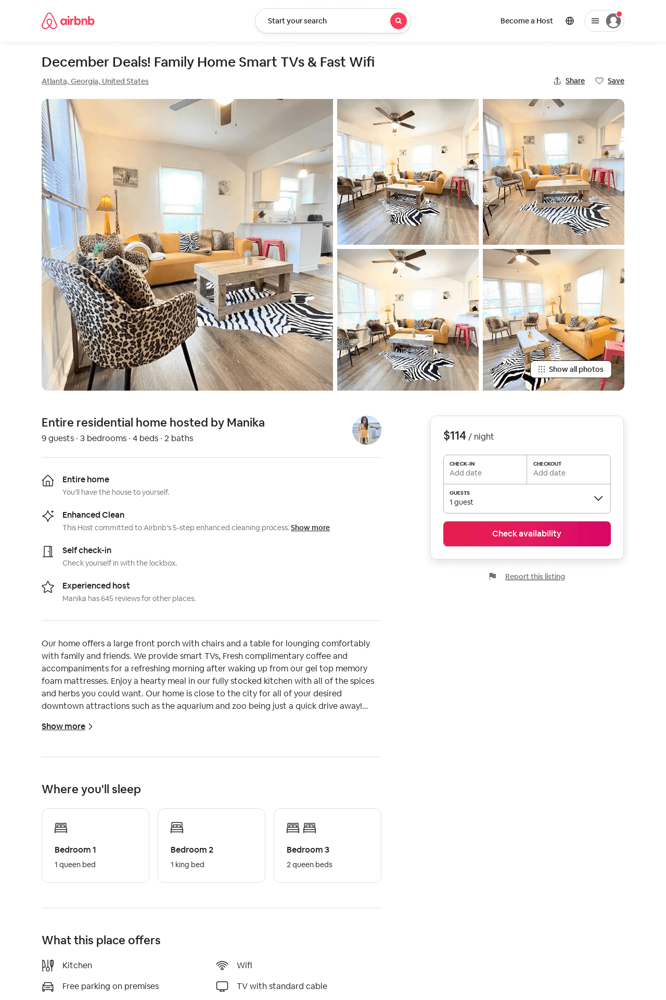 airbnb
Start your search
Become a Host
December Deals! Family Home Smart TVs & Fast Wifi
Atlanta, Georgia, United States
Share
Save
Show all photos
Entire residential home hosted by Manika
9 guests · 3 bedrooms · 4 beds · 2 baths
Entire home
You’ll have the house to yourself.
Enhanced Clean
This Host committed to Airbnb's 5-step enhanced cleaning process. Show more
Self check-in
Check yourself in with the lockbox.
Experienced host
Manika has 645 reviews for other places.
$114 / night
CHECK-IN
Add date
CHECKOUT
Add date
GUESTS
1 guest
Check availability
Report this listing
Our home offers a large front porch with chairs and a table for lounging comfortably
with family and friends. We provide smart TVs, Fresh complimentary coffee and
accompaniments for a refreshing morning after waking up from our gel top memory
foam mattresses. Enjoy a hearty meal in our fully stocked kitchen with all of the spices
and herbs you could want. Our home is close to the city for all of your desired
downtown attractions such as the aquarium and zoo being just a quick drive away!...
Show more
Where you'll sleep
Bedroom 1
1 queen bed
Bedroom 2
1 king bed
Bedroom 3
2 queen beds
What this place offers
Kitchen
Wifi
Free parking on premises
TV with standard cable